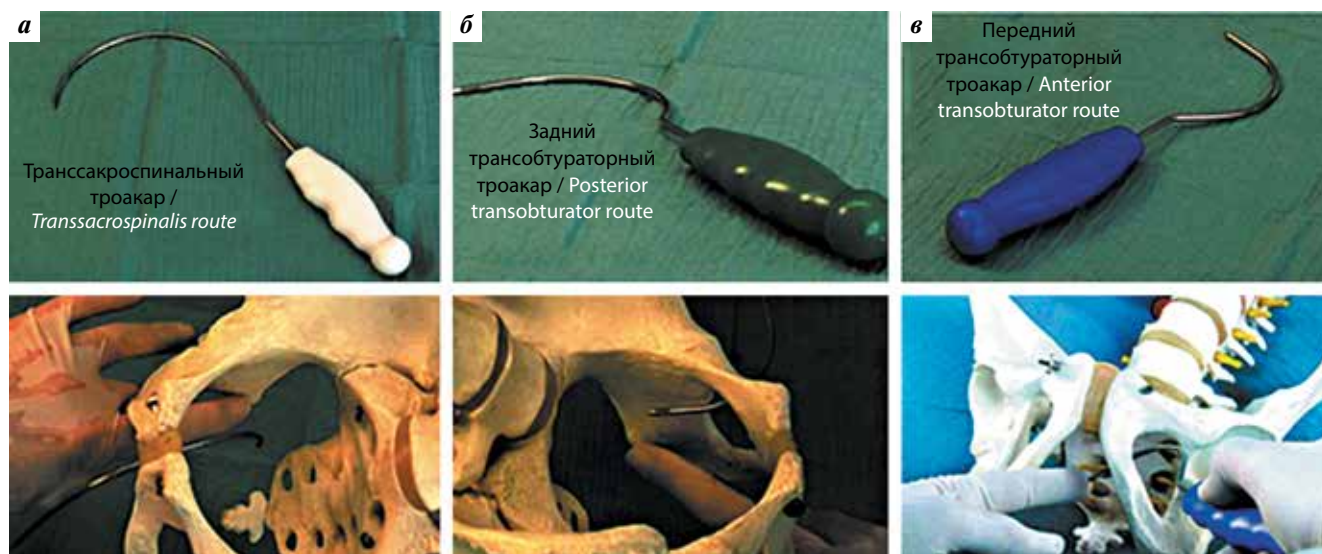 а
Транссакроспинальный
троакар /
Transsacrospinalis route
б
Задний
трансобтураторный
троакар / Posterior
transobturator route
в
Передний
трансобтураторный
троакар / Anterior
transobturator route